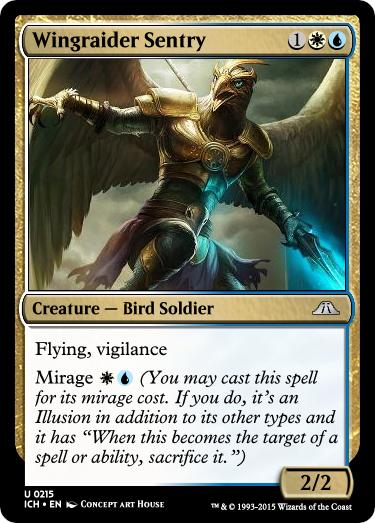 Wingraider Sentry 1
Creature — Bird Soldier
Flying, vigilance
Mirage (You may cast this spell
for its mirage cost. If you do, it's an
Illusion in addition to its other types and
it has “When this becomes the target of a
spell or ability, sacrifice it.”)
2/2
U 0215
ICH • EN Concept Art House
™ & © 1993-2015 Wizards of the Coast